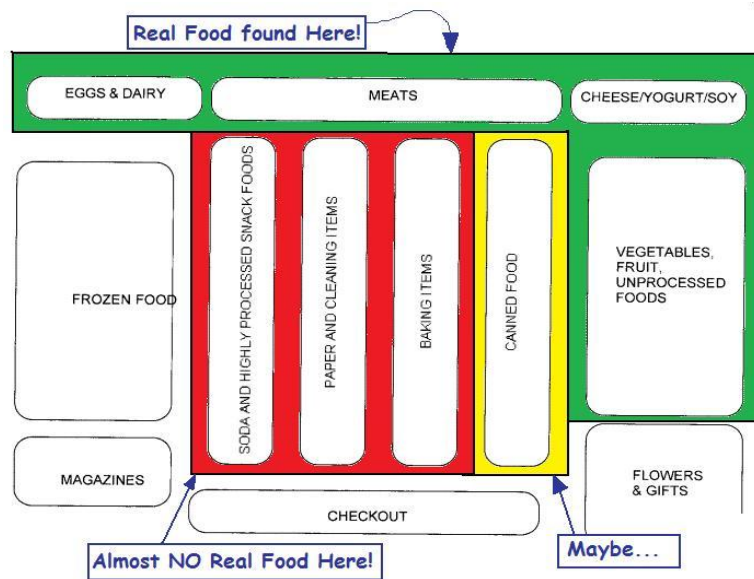 Real Food found Here!
EGGS & DAIRY
MEATS
CHEESE/YOGURT/SOY
FROZEN FOOD
SODA AND HIGHLY PROCESSED SNACK FOODS
PAPER AND CLEANING ITEMS
BAKING ITEMS
CANNED FOOD
VEGETABLES,
FRUIT,
UNPROCESSED
FOODS
MAGAZINES
FLOWERS
& GIFTS
CHECKOUT
Almost NO Real Food Here!
Maybe...